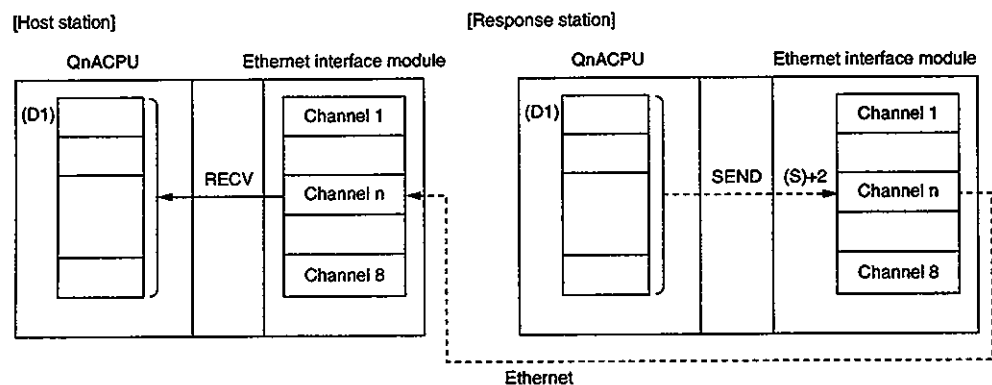 [Host station]
QnACPU
Ethernet interface module
(D1)
Channel 1
RECV
Channel n
Channel 8
[Response station]
QnACPU
Ethernet interface module
(D1)
Channel 1
SEND
(S)+2
Channel n
Channel 8
Ethernet